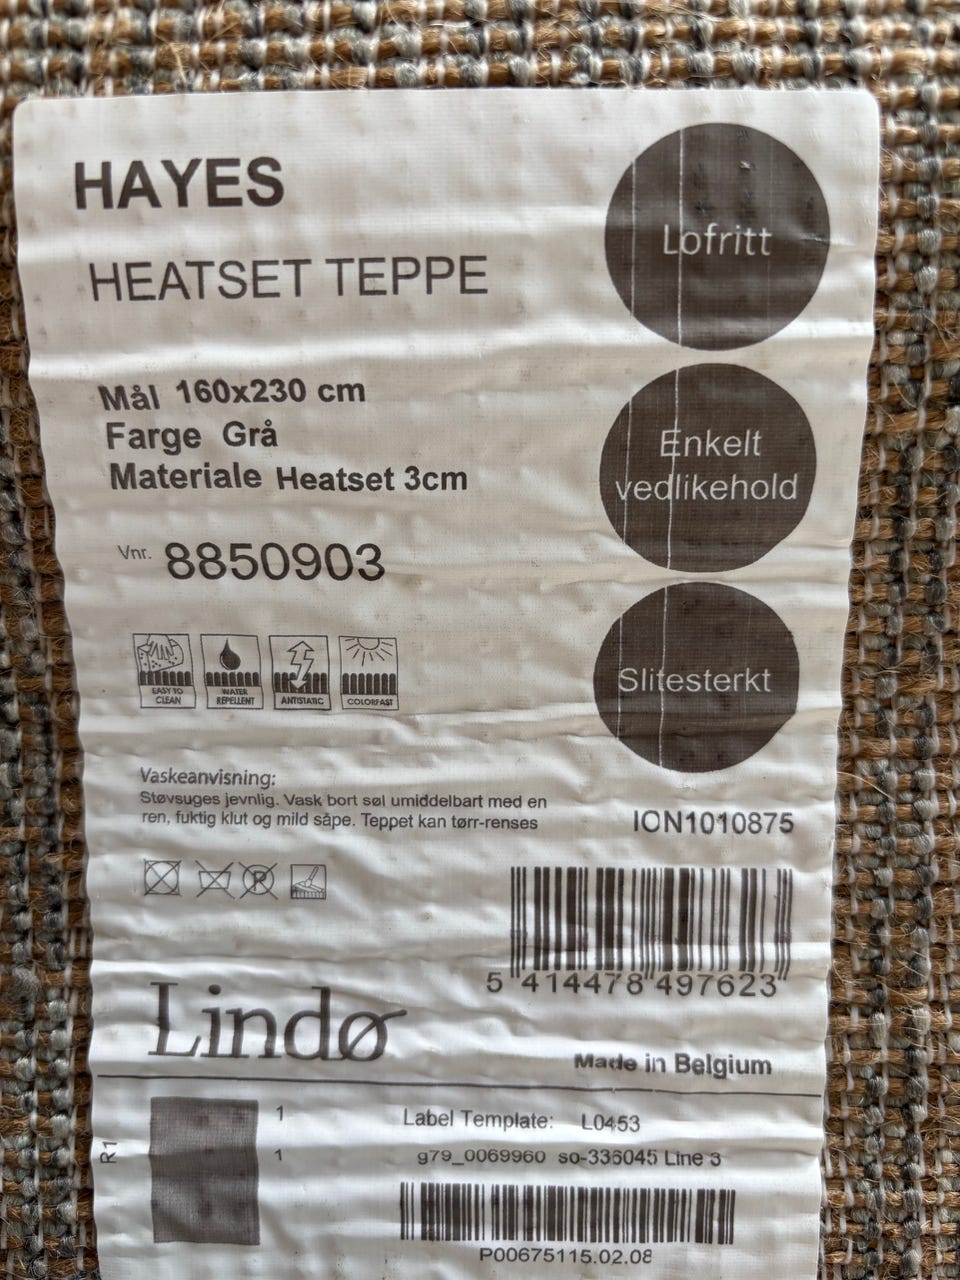 HAYES
HEATSET TEPPE
Lofritt
Mål 160x230 cm
Farge Grå
Materiale Heatset 3cm
Enkelt
vedlikehold
Vnr. 8850903
Slitesterkt
EASY TO
CLEAN
WATER
REPELLENT
ANTISTATIC
COLORFAST
Vaskeanvisning:
Støvsuges jevnlig. Vask bort søl umiddelbart med en
ren, fuktig klut og mild såpe. Teppet kan tørr-renses
ION1010875
P
5 414478 497623
Lindø
Made in Belgium
R1
1
1
Label Template: L0453
g79_0069960 so-336045 Line 3
P00675115.02.08